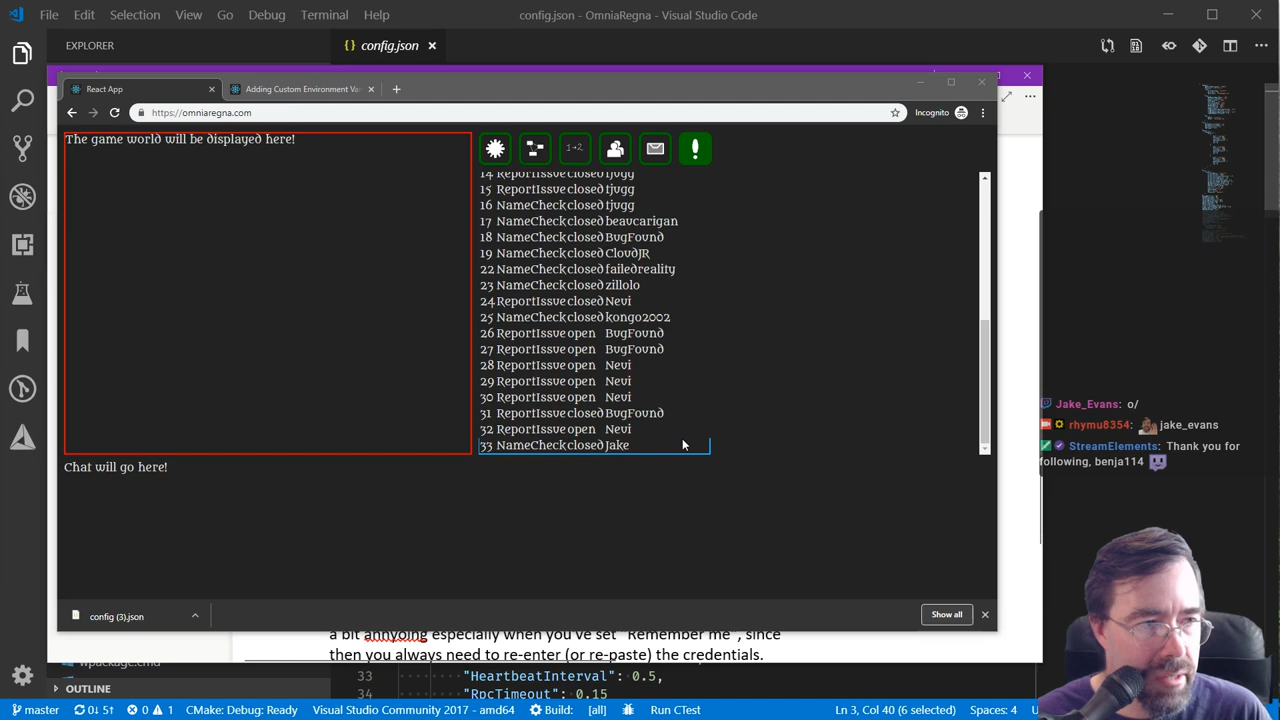 File Edit Selection View Go Debug Terminal Help
config.json - OmniaRegna - Visual Studio Code
EXPLORER
{} config.json ×
React App
Adding Custom Environment Va
https://omniaregna.com
Incognito
The game world will be displayed here!
1→2
14 ReportIssue closed tjugg
15 ReportIssue closed tjugg
16 NameCheck closed tjugg
17 NameCheck closed beaucarigan
18 NameCheck closed BugFound
19 NameCheck closed CloudJR
22 NameCheck closed failedreality
23 NameCheck closed zillolo
24 ReportIssue closed Nevi
25 NameCheck closed kongo2002
26 ReportIssue open BugFound
27 ReportIssue open BugFound
28 ReportIssue open Nevi
29 ReportIssue open Nevi
30 ReportIssue open Nevi
31 ReportIssue closed BugFound
32 ReportIssue open Nevi
33 NameCheck closed Jake
Chat will go here!
Jake_Evans: o/
rhymu8354: jake_evans
StreamElements: Thank you for
following, benja114
config (3).json
Show all
a bit annyoing especially when you've set "Remember me", since
then you always need to re-enter (or re-paste) the credentials.
wpackage.cmd
OUTLINE
33 "HeartbeatInterval": 0.5,
34 "RpcTimeout": 0.15
master 0↓ 5↑ 0 1 CMake: Debug: Ready Visual Studio Community 2017 - amd64 Build: [all] Run CTest Ln 3, Col 40 (6 selected) Spaces: 4